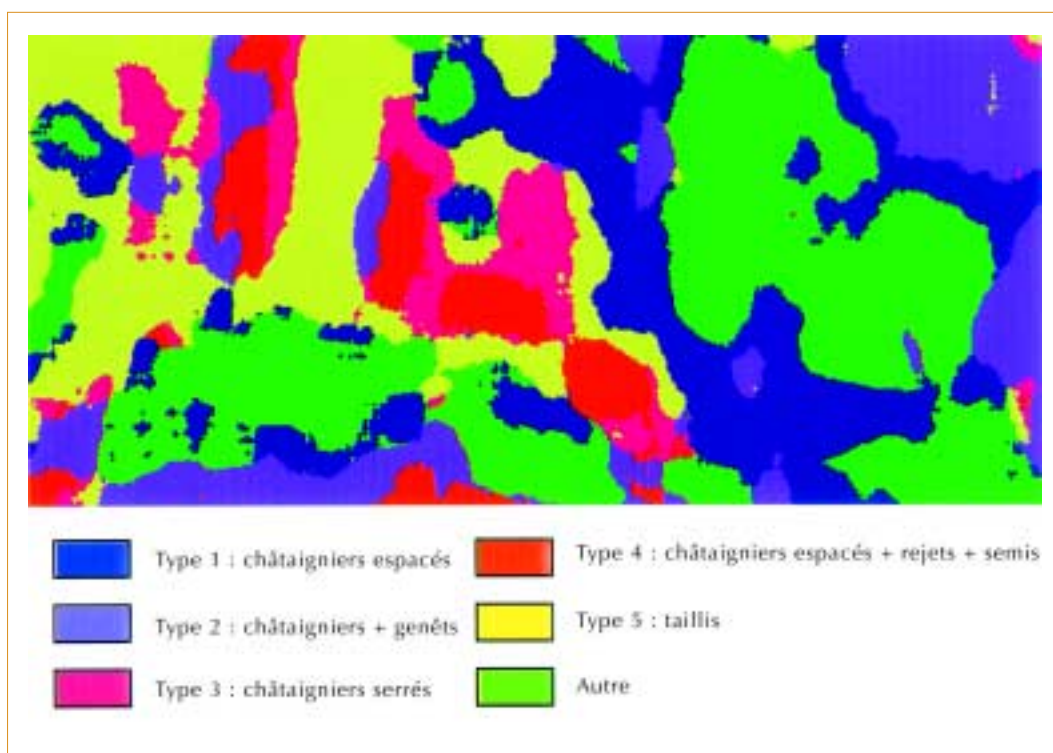 Type 1 : châtaigniers espacés
Type 2 : châtaigniers + genêts
Type 3 : châtaigniers serrés
Type 4 : châtaigniers espacés + rejets + semis
Type 5 : taillis
Autre